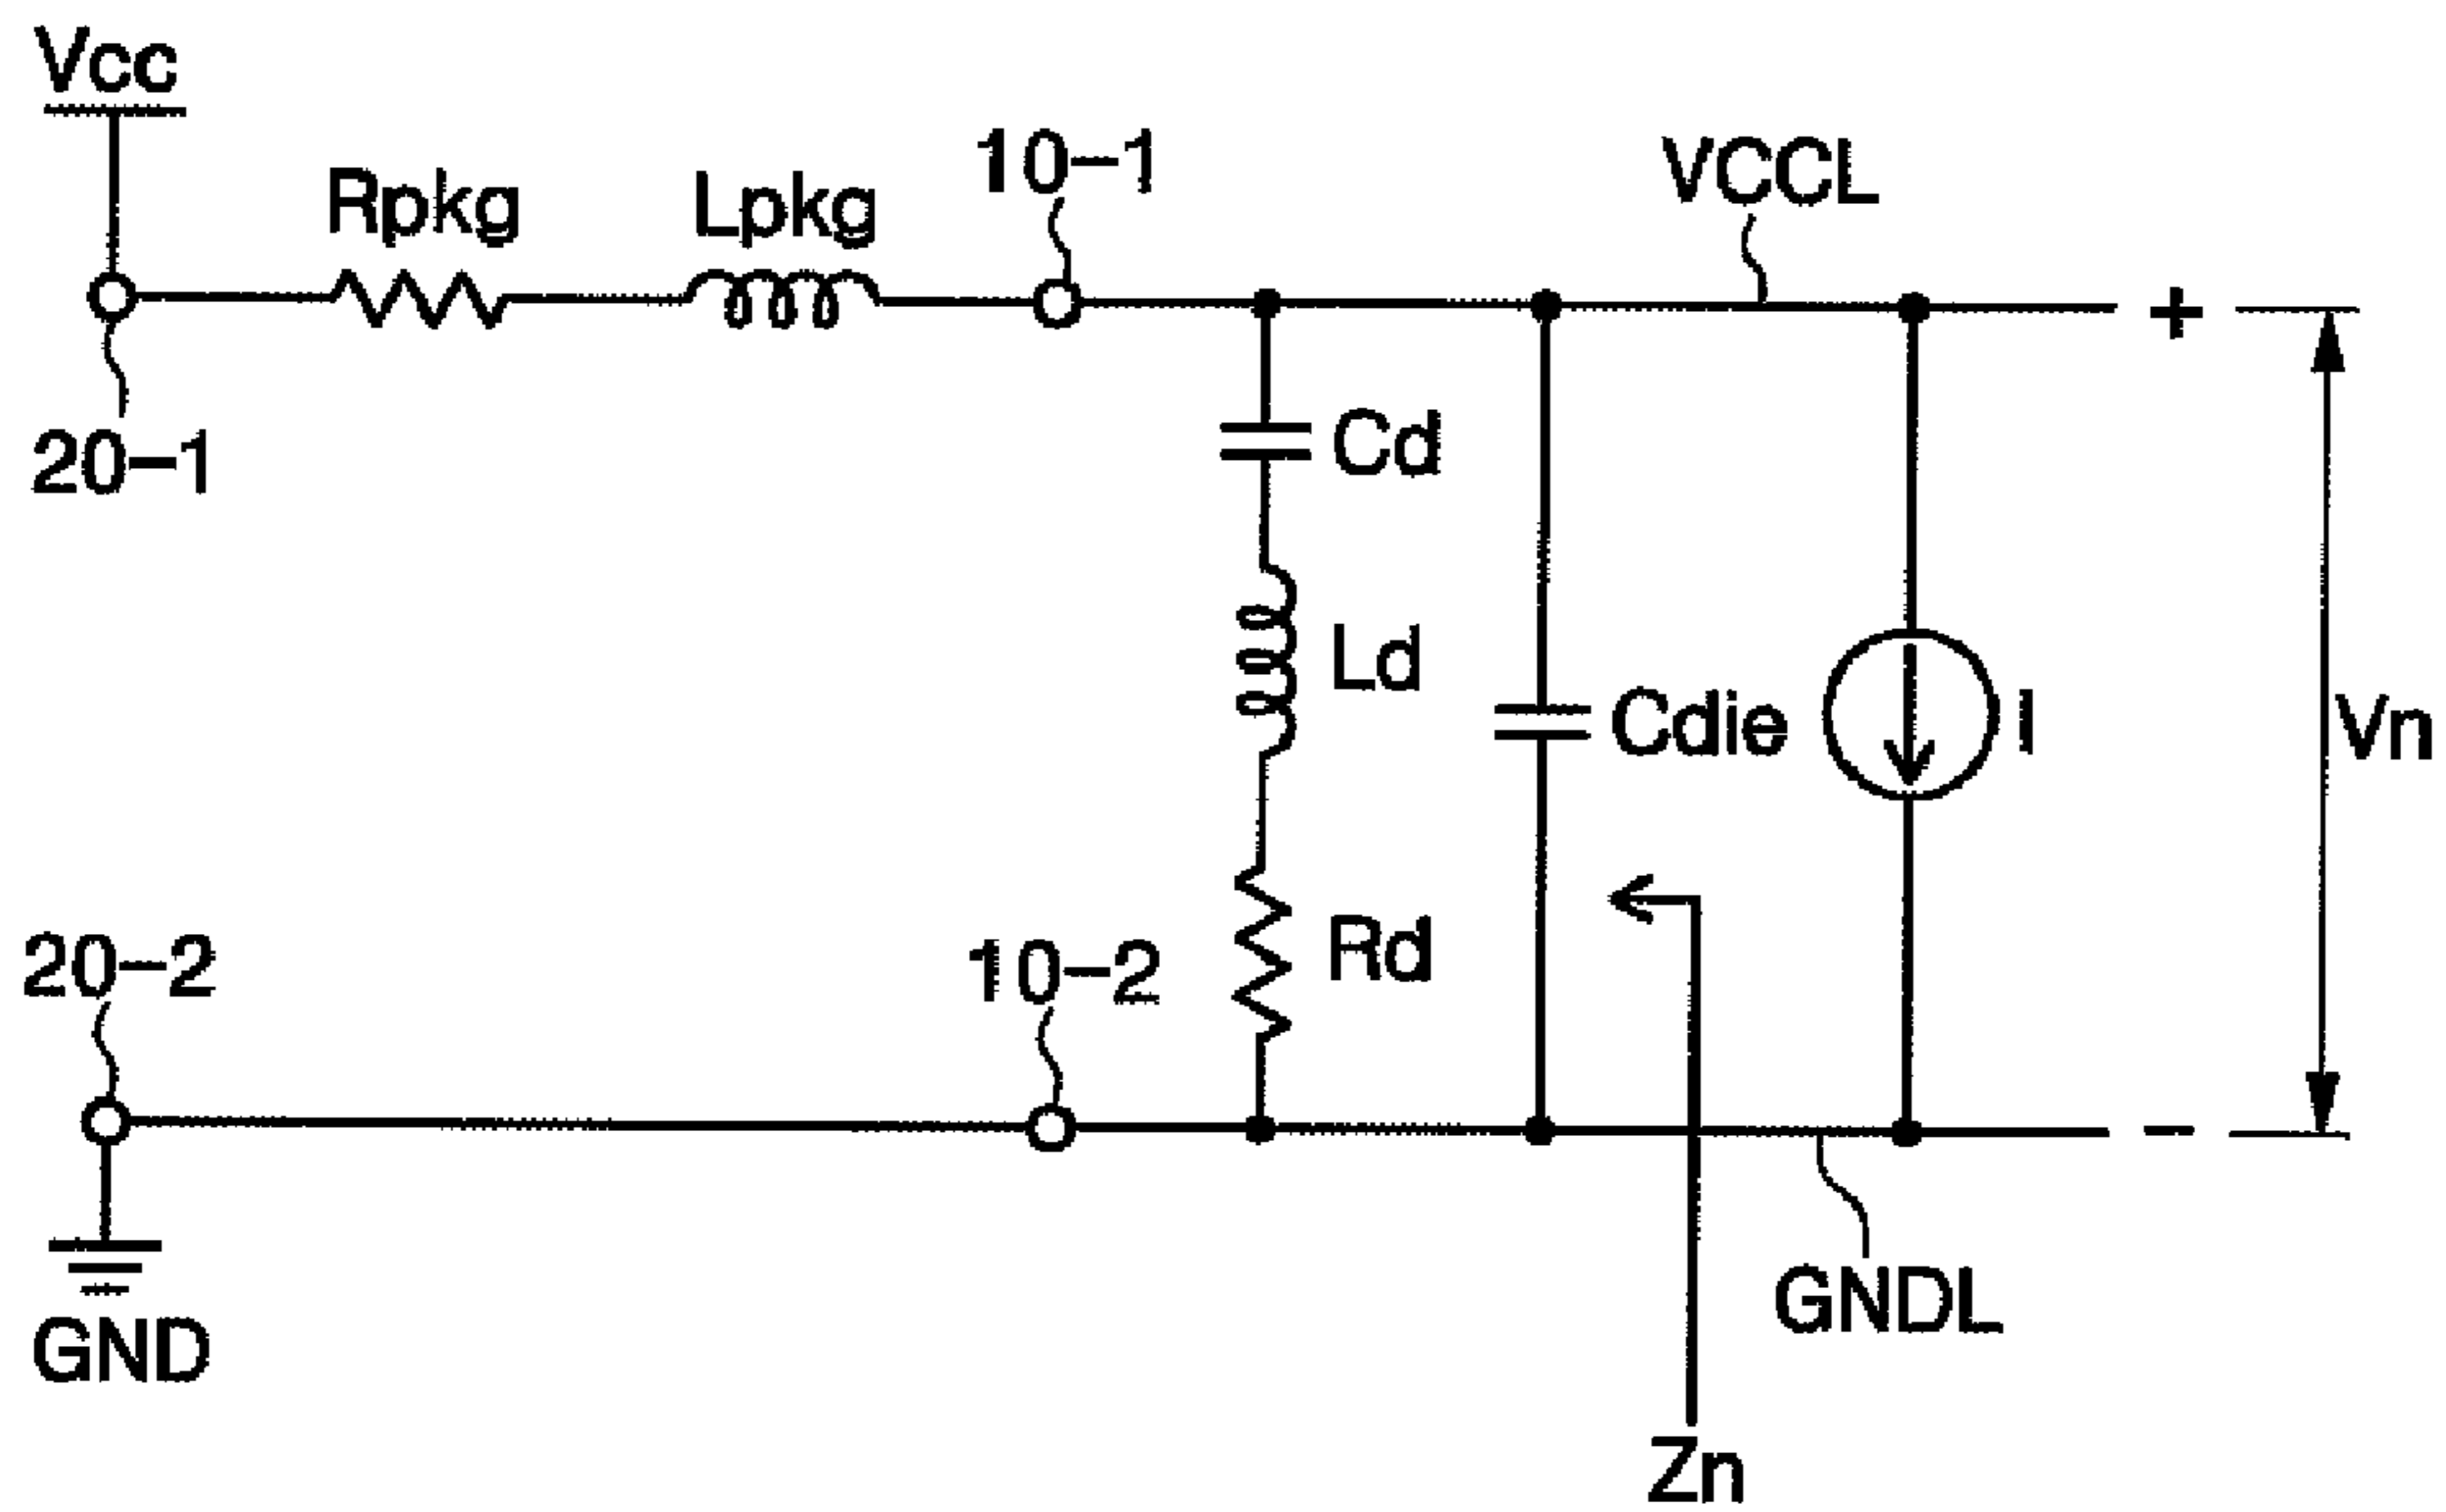 Vcc
Rpkg
Lpkg
10-1
VCCL
+
20-1
Cd
Ld
Cdie
I
Vn
Rd
20-2
10-2
-
GND
GNDL
Zn